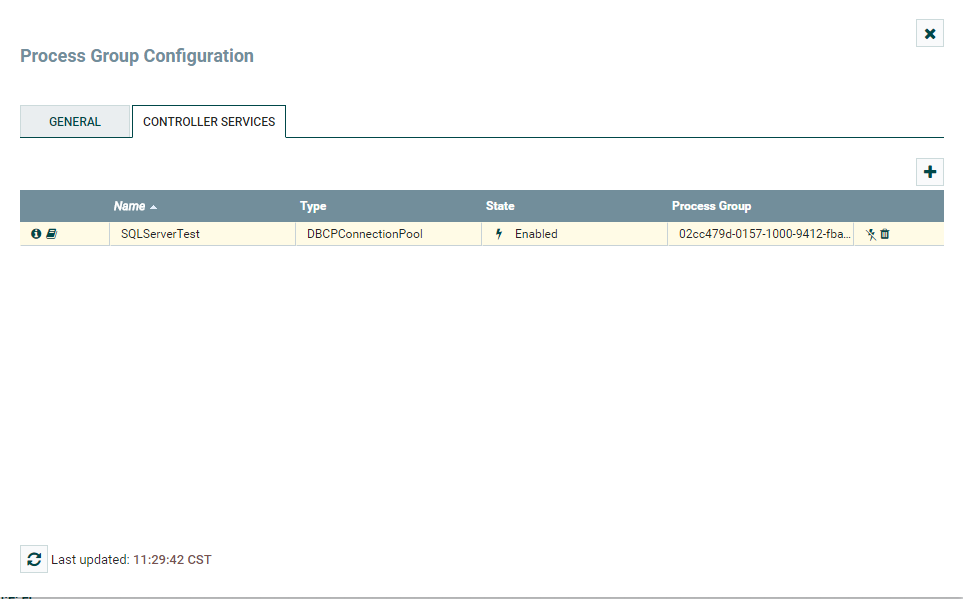 Process Group Configuration
GENERAL
CONTROLLER SERVICES
Name Type State Process Group
SQLServerTest DBCPConnectionPool Enabled 02cc479d-0157-1000-9412-fba...
Last updated: 11:29:42 CST